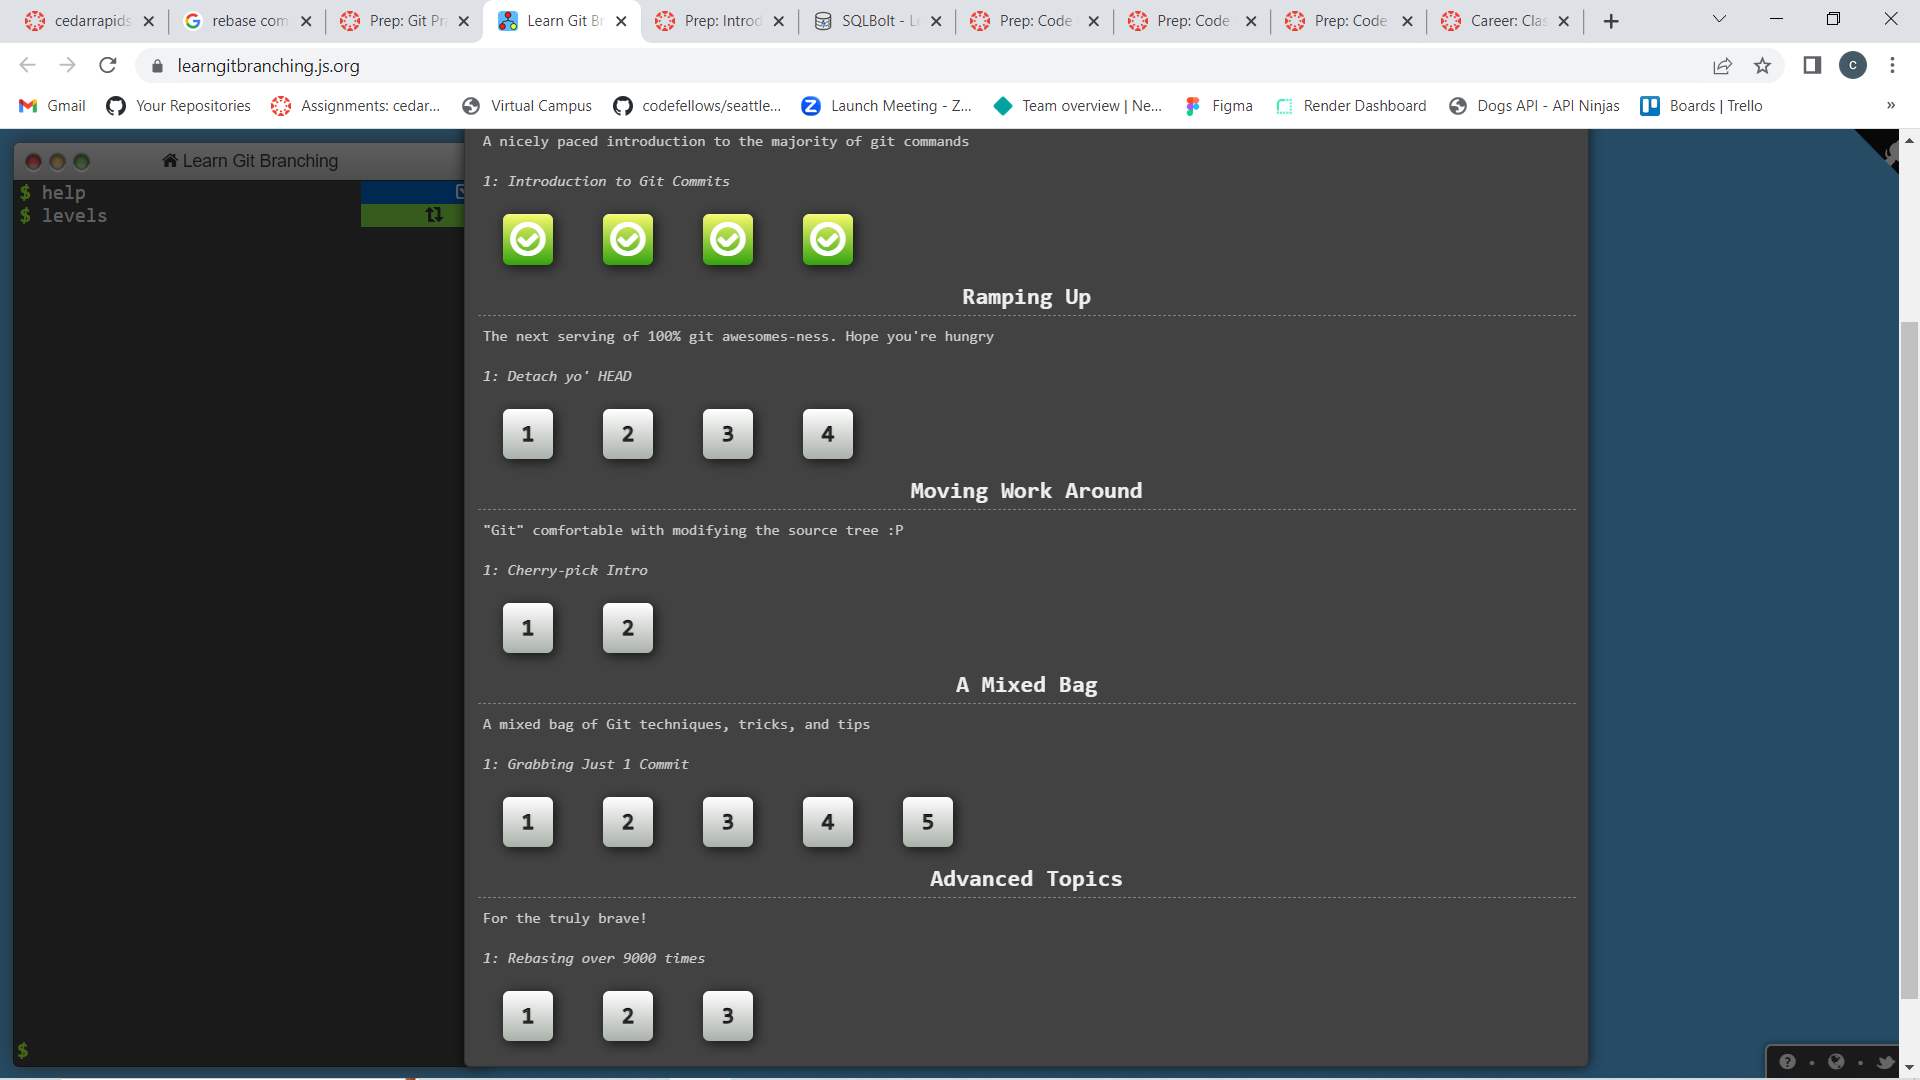 cedarrapids
rebase com
Prep: Git Pr
Learn Git Br
Prep: Introd
SQLBolt - Le
Prep: Code
Prep: Code
Prep: Code
Career: Clas
learngitbranching.js.org
c
Gmail
Your Repositories
Assignments: cedar...
Virtual Campus
codefellows/seattle...
Launch Meeting - Z...
Team overview | Ne...
Figma
Render Dashboard
Dogs API - API Ninjas
Boards | Trello
»
Learn Git Branching
$ help
$ levels
$
A nicely paced introduction to the majority of git commands
1: Introduction to Git Commits
Ramping Up
The next serving of 100% git awesomes-ness. Hope you're hungry
1: Detach yo' HEAD
1 2 3 4
Moving Work Around
"Git" comfortable with modifying the source tree :P
1: Cherry-pick Intro
1 2
A Mixed Bag
A mixed bag of Git techniques, tricks, and tips
1: Grabbing Just 1 Commit
1 2 3 4 5
Advanced Topics
For the truly brave!
1: Rebasing over 9000 times
1 2 3